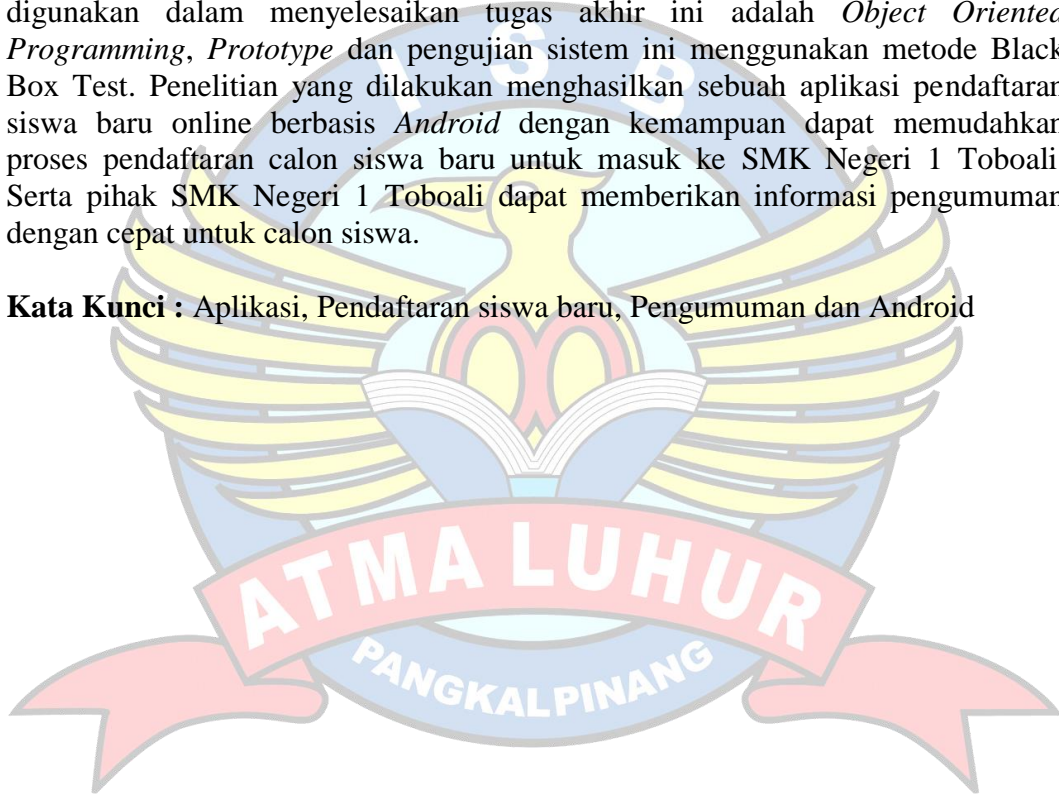 digunakan dalam menyelesaikan tugas akhir ini adalah Object Oriented
Programming, Prototype dan pengujian sistem ini menggunakan metode Black
Box Test. Penelitian yang dilakukan menghasilkan sebuah aplikasi pendaftaran
siswa baru online berbasis Android dengan kemampuan dapat memudahkan
proses pendaftaran calon siswa baru untuk masuk ke SMK Negeri 1 Toboali
Serta pihak SMK Negeri 1 Toboali dapat memberikan informasi pengumuman
dengan cepat untuk calon siswa.
Kata Kunci : Aplikasi, Pendaftaran siswa baru, Pengumuman dan Android
I S B
ATMA LUHUR
PANGKALPINANG